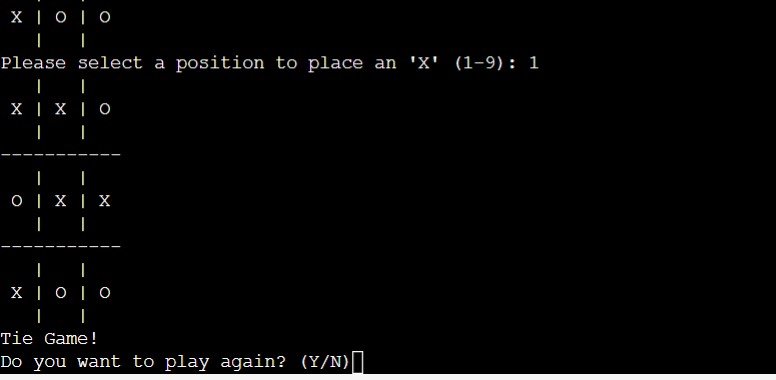 X | O | O
  |   |
Please select a position to place an 'X' (1-9): 1
  |   |
X | X | O
  |   |
-----------
  |   |
O | X | X
  |   |
-----------
  |   |
X | O | O
  |   |
Tie Game!
Do you want to play again? (Y/N)